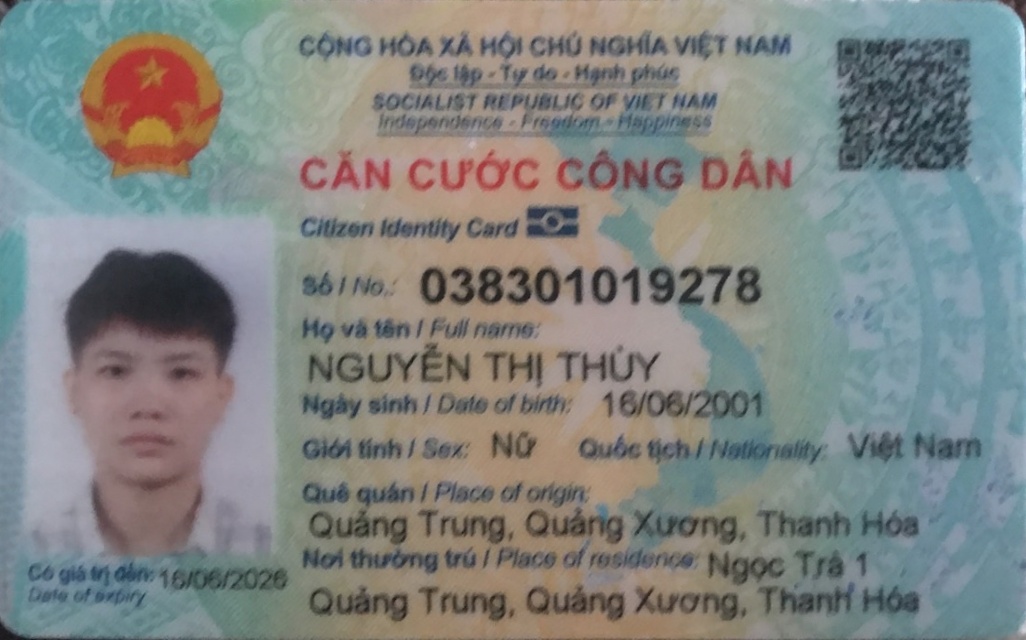 CỘNG HÒA XÃ HỘI CHỦ NGHĨA VIỆT NAM
Độc lập - Tự do - Hạnh phúc
SOCIALIST REPUBLIC OF VIET NAM
Independence - Freedom - Happiness
CĂN CƯỚC CÔNG DÂN
Citizen Identity Card
Số / No.: 038301019278
Họ và tên / Full name:
NGUYỄN THỊ THỦY
Ngày sinh / Date of birth: 16/06/2001
Giới tính / Sex: Nữ Quốc tịch / Nationality: Việt Nam
Quê quán / Place of origin:
Quảng Trung, Quảng Xương, Thanh Hóa
Nơi thường trú / Place of residence: Ngọc Trà 1
Quảng Trung, Quảng Xương, Thanh Hóa
Có giá trị đến: 16/06/2026
Date of expiry